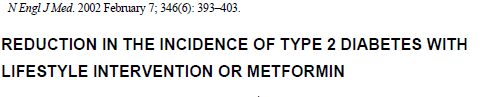 N Engl J Med. 2002 February 7; 346(6): 393–403.
REDUCTION IN THE INCIDENCE OF TYPE 2 DIABETES WITH
LIFESTYLE INTERVENTION OR METFORMIN